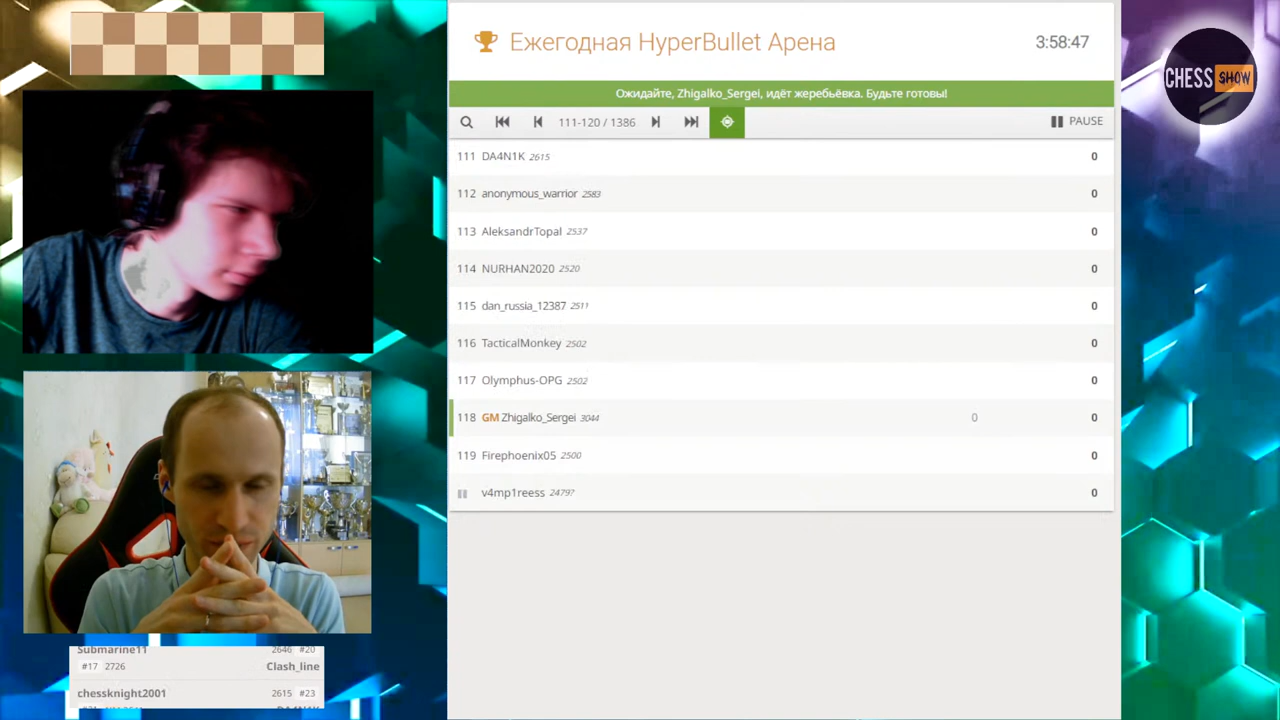 Ежегодная HyperBullet Арена
3:58:47
CHESS SHOW
Ожидайте, Zhigalko_Sergei, идёт жеребьёвка. Будьте готовы!
111-120 / 1386
PAUSE
111 DA4N1K 2615 0
112 anonymous_warrior 2583 0
113 AleksandrTopal 2537 0
114 NURHAN2020 2520 0
115 dan_russia_12387 2511 0
116 TacticalMonkey 2502 0
117 Olymphus-OPG 2502 0
118 GM Zhigalko_Sergei 3044 0 0
119 Firephoenix05 2500 0
v4mp1reess 2479? 0
Submarine11 2646 #20
#17 2726 Clash_line
chessknight2001 2615 #23